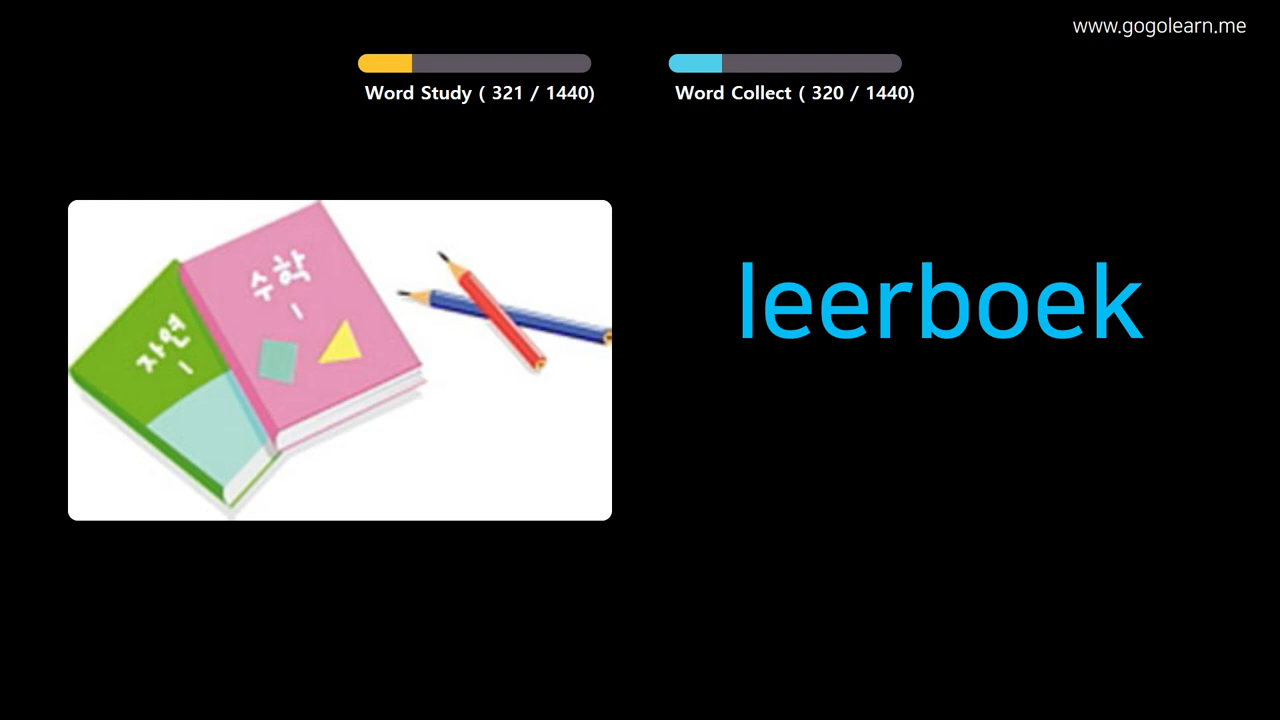 www.gogolearn.me
Word Study ( 321 / 1440)
Word Collect ( 320 / 1440)
수학
1
자연
1
leerboek